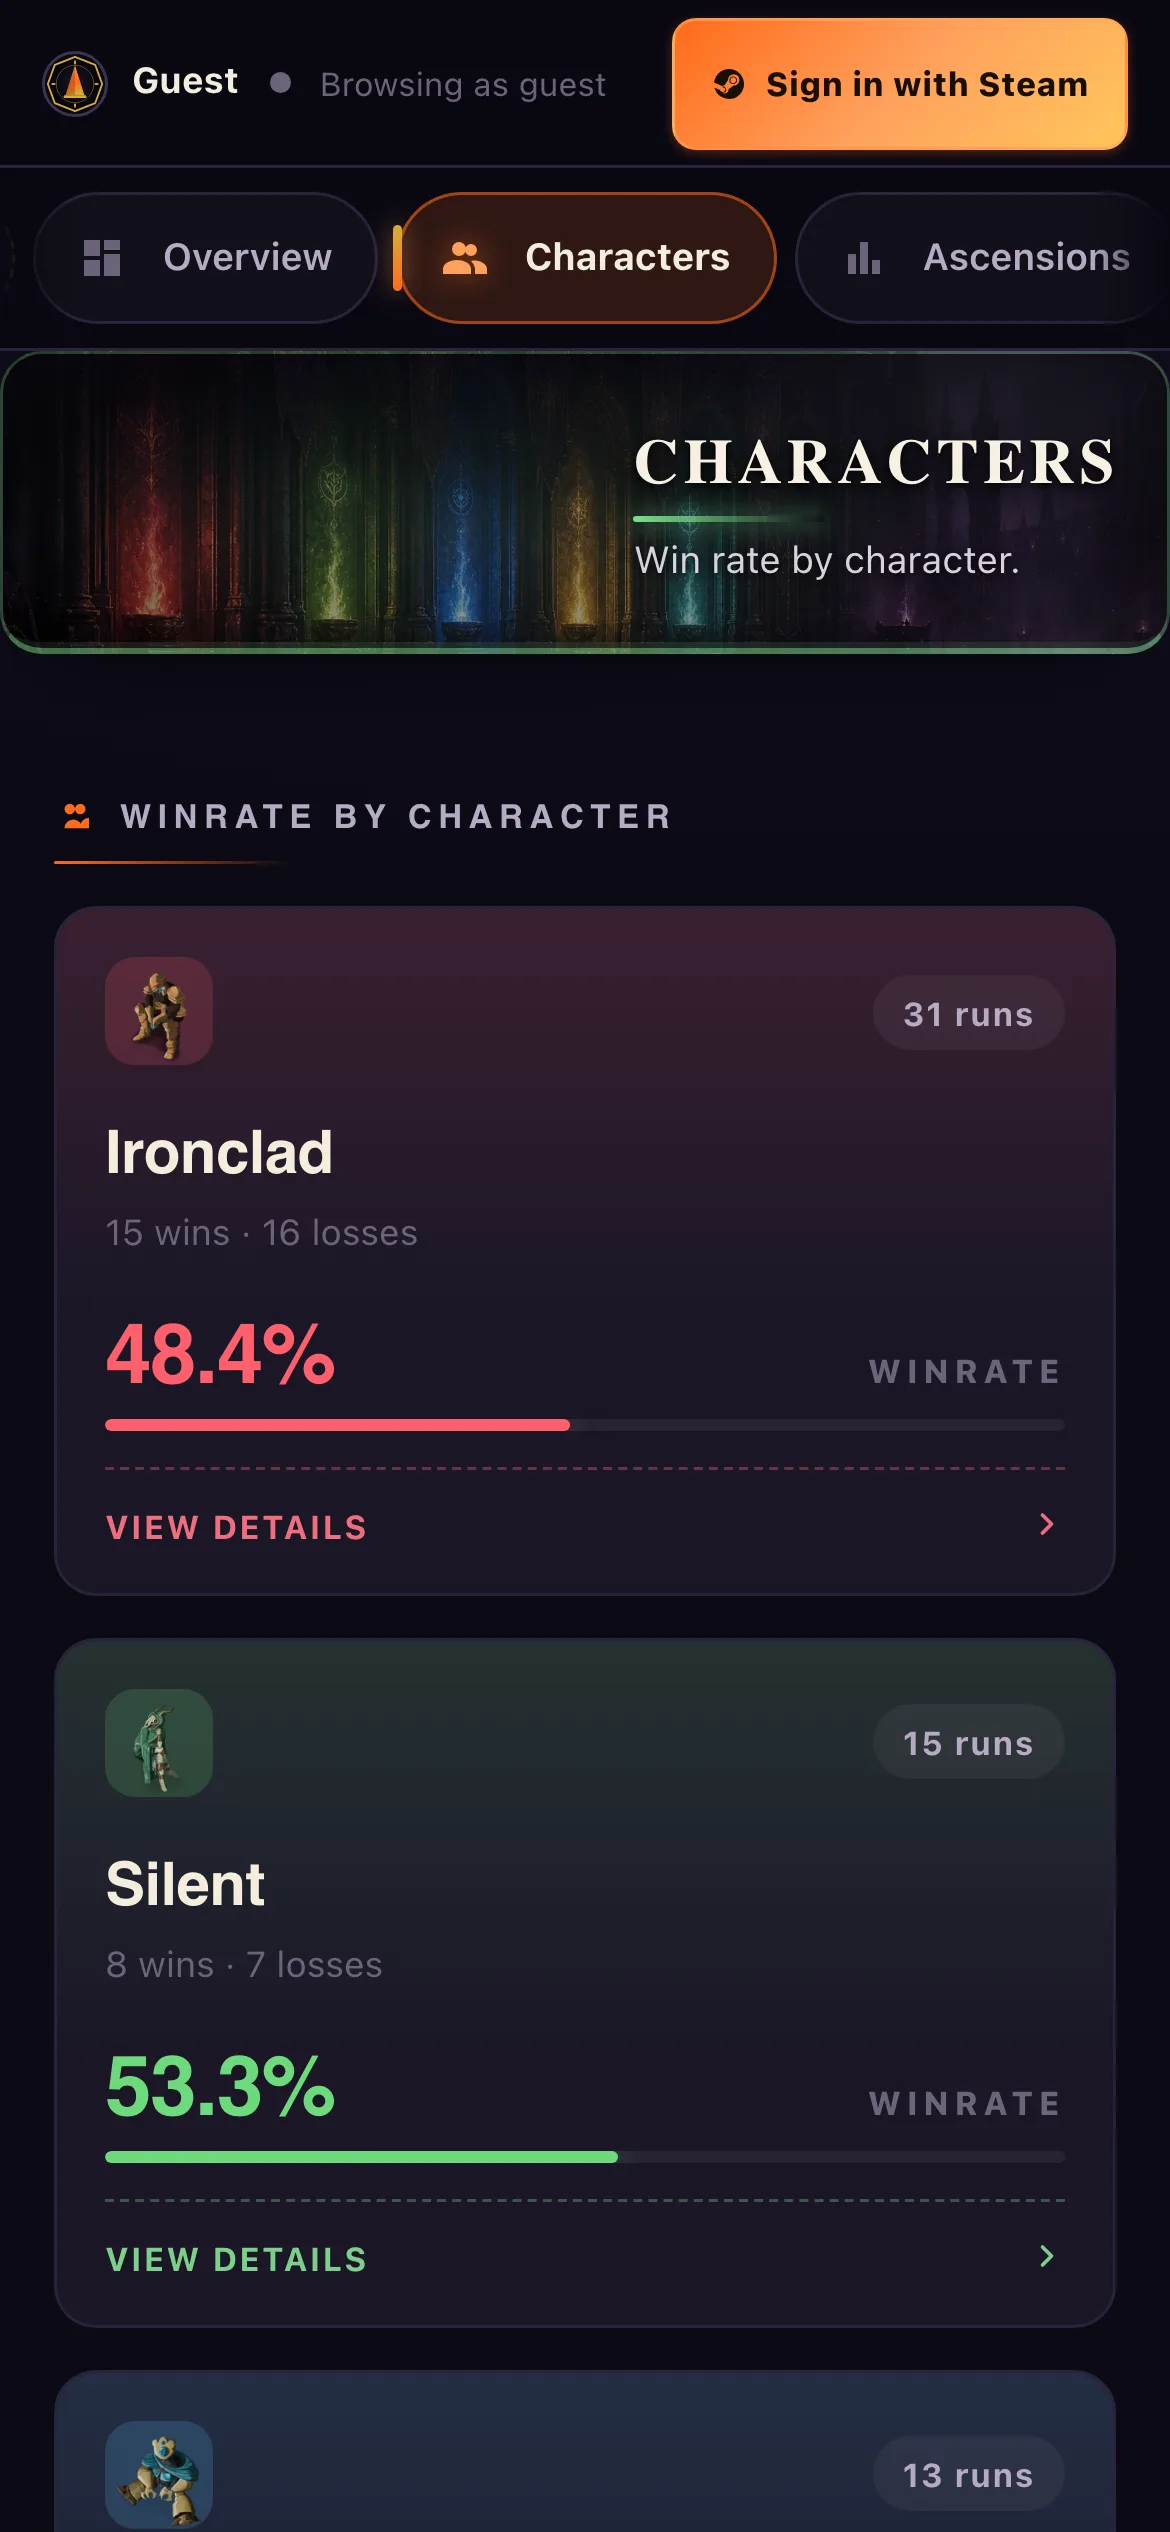 Guest
Browsing as guest
Sign in with Steam
Overview
Characters
Ascensions
CHARACTERS
Win rate by character.
WINRATE BY CHARACTER
31 runs
Ironclad
15 wins · 16 losses
48.4%
WINRATE
VIEW DETAILS
15 runs
Silent
8 wins · 7 losses
53.3%
WINRATE
VIEW DETAILS
13 runs